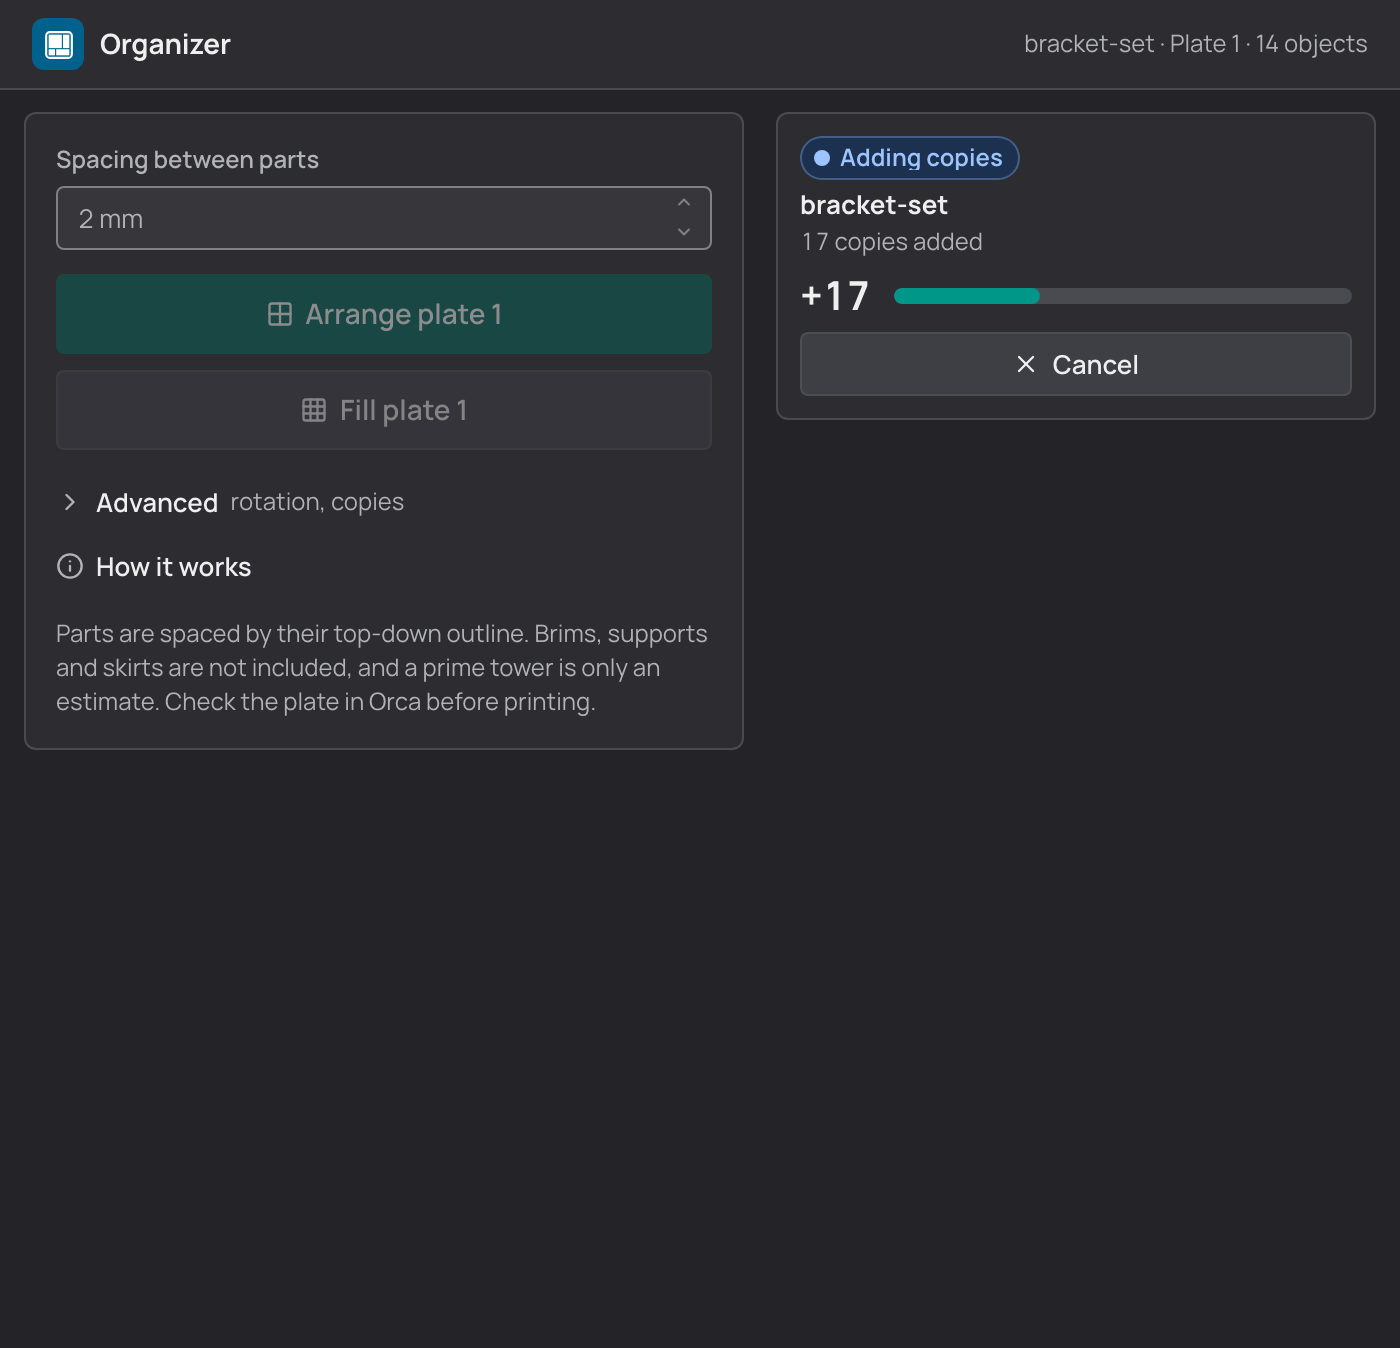 Organizer
bracket-set · Plate 1 · 14 objects
Spacing between parts
2 mm
Arrange plate 1
Fill plate 1
Advanced rotation, copies
How it works
Parts are spaced by their top-down outline. Brims, supports
and skirts are not included, and a prime tower is only an
estimate. Check the plate in Orca before printing.
Adding copies
bracket-set
17 copies added
+17
Cancel